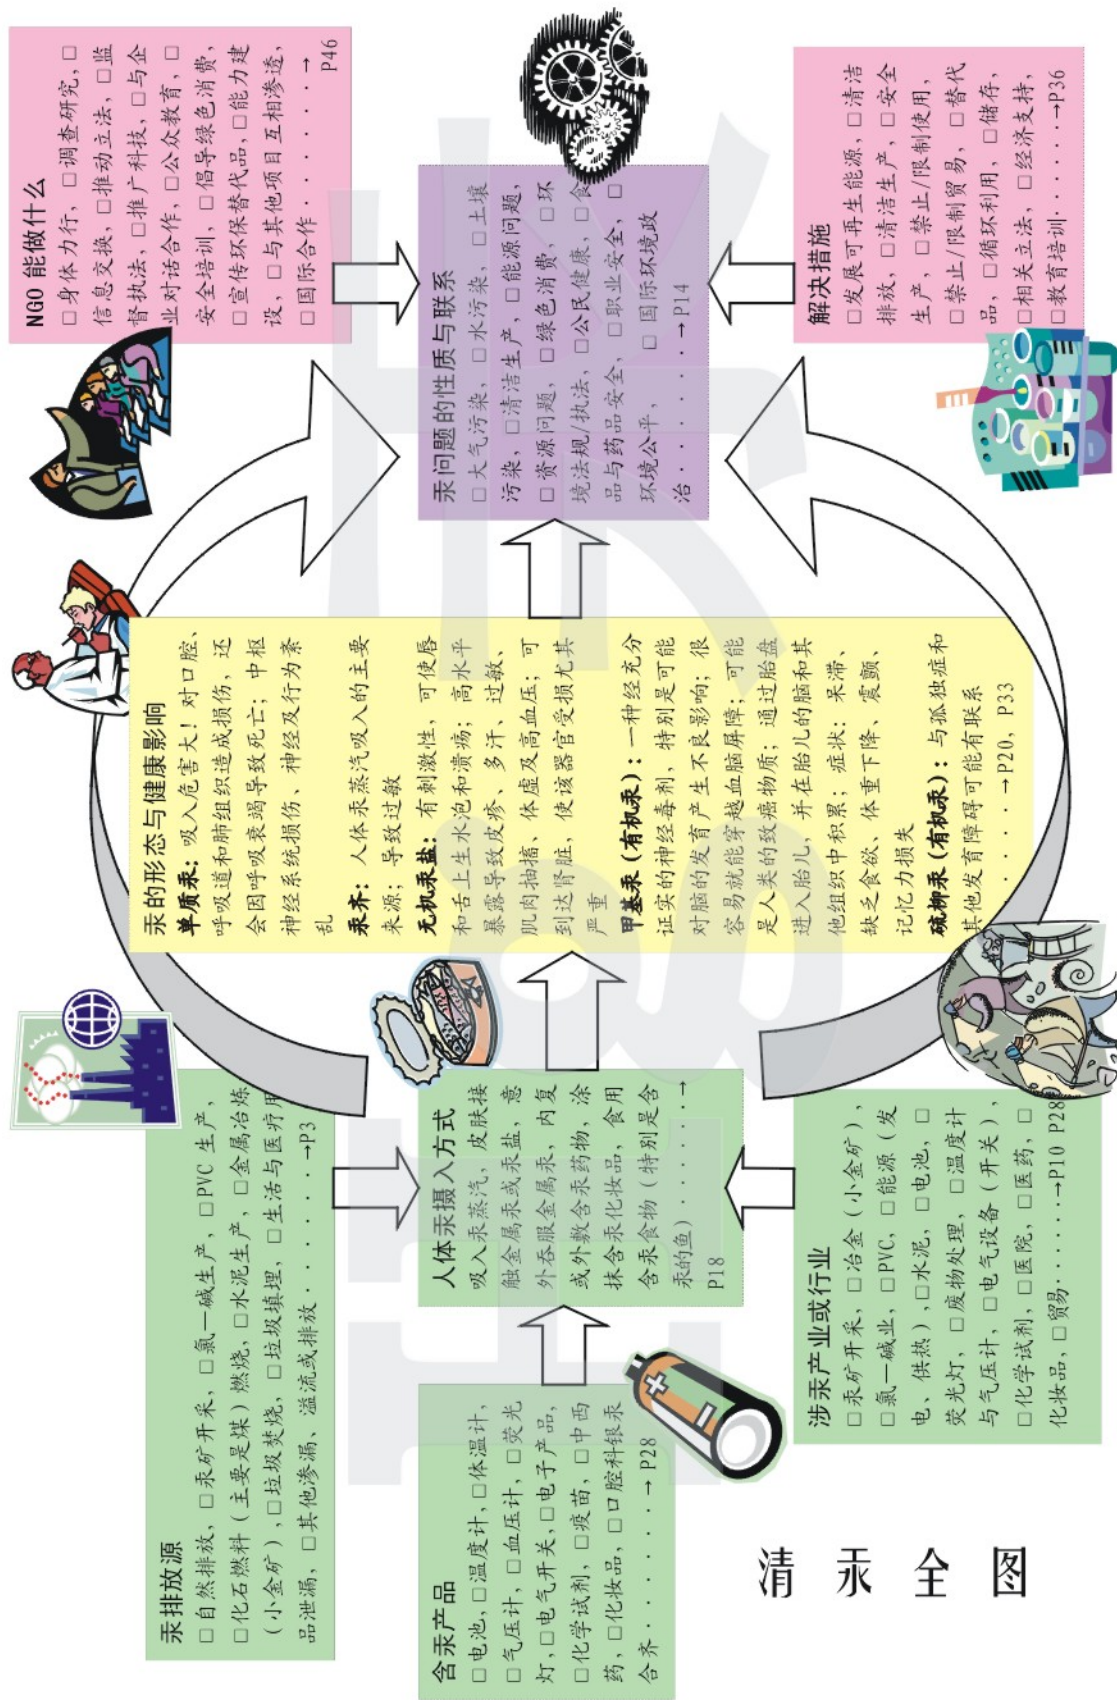 清汞全图
汞排放源
□自然排放，□汞矿开采，□氯一碱生产，□PVC 生产，
□化石燃料（主要是煤）燃烧，□水泥生产，□金属冶炼
（小金矿），□垃圾焚烧，□垃圾填埋，□生活与医疗用
品泄漏，□其他渗漏、溢流或排放·······→P3
含汞产品
□电池，□温度计，□体温计，
□气压计，□血压计，□荧光
灯，□电气开关，□电子产品，
□化学试剂，□疫苗，□中西
药，□化妆品，□口腔科银汞
合齐·······→ P28
人体汞摄入方式
吸入汞蒸汽，皮肤接
触金属汞或汞盐，意
外吞服金属汞，内复
或外敷含汞药物，涂
抹含汞化妆品，食用
含汞食物（特别是含
汞的鱼）······→
P18
涉汞产业或行业
□汞矿开采，□冶金（小金矿），
□氯一碱业，□PVC，□能源（发
电、供热），□水泥，□电池，□
荧光灯，□废物处理，□温度计
与气压计，□电气设备（开关），
□化学试剂，□医院，□医药，□
化妆品，□贸易·······→P10 P28
汞的形态与健康影响
单质汞：吸入危害大！对口腔、
呼吸道和肺组织造成损伤，还
会因呼吸衰竭导致死亡；中枢
神经系统损伤、神经及行为紊
乱
汞齐：人体汞蒸汽吸入的主要
来源；导致过敏
无机汞盐：有刺激性，可使唇
和舌上生水泡和溃疡；高水平
暴露导致皮疹、多汗、过敏、
肌肉抽搐、体虚及高血压；可
到达肾脏，使该器官受损尤其
严重
甲基汞（有机汞）：一种经充分
证实的神经毒剂，特别是可能
对脑的发育产生不良影响；很
容易就能穿越血脑屏障；可能
是人类的致癌物质；通过胎盘
进入胎儿，并在胎儿的脑和其
他组织中积累；症状：呆滞、
缺乏食欲、体重下降、震颤、
记忆力损失
硫柳汞（有机汞）：与孤独症和
其他发育障碍可能有联系
·······→P20，P33
NGO 能做什么
□身体力行，□调查研究，□
信息交换，□推动立法，□监
督执法，□推广科技，□与企
业对话合作，□公众教育，□
安全培训，□倡导绿色消费，
□宣传环保替代品，□能力建
设，□与其他项目互相渗透，
□国际合作·······→
P46
汞问题的性质与联系
□大气污染，□水污染，□土壤
污染，□清洁生产，□能源问题，
□资源问题，□绿色消费，□环
境法规/执法，□公民健康，□食
品与药品安全，□职业安全，□
环境公平，□国际环境政
治·······→P14
解决措施
□发展可再生能源，□清洁
排放，□清洁生产，□安全
生产，□禁止/限制使用，
□禁止/限制贸易，□替代
品，□循环利用，□储存，
□相关立法，□经济支持，
□教育培训·······→P36